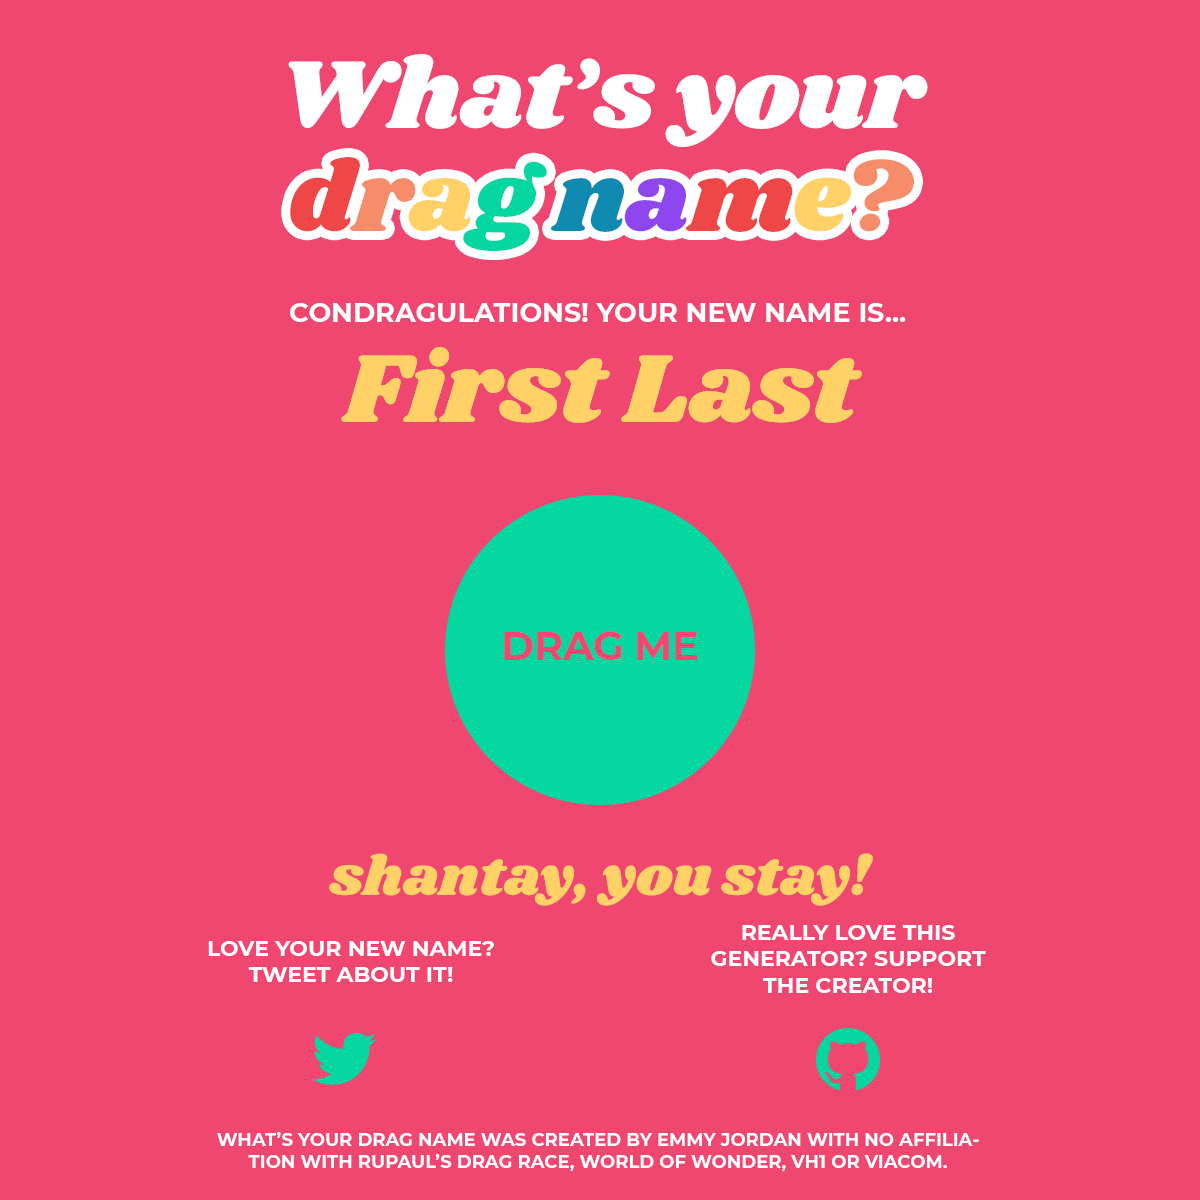 What's your
drag name?
CONDRAGULATIONS! YOUR NEW NAME IS...
First Last
DRAG ME
shantay, you stay!
LOVE YOUR NEW NAME?
TWEET ABOUT IT!
REALLY LOVE THIS
GENERATOR? SUPPORT
THE CREATOR!
WHAT'S YOUR DRAG NAME WAS CREATED BY EMMY JORDAN WITH NO AFFILIA-
TION WITH RUPAUL'S DRAG RACE, WORLD OF WONDER, VH1 OR VIACOM.